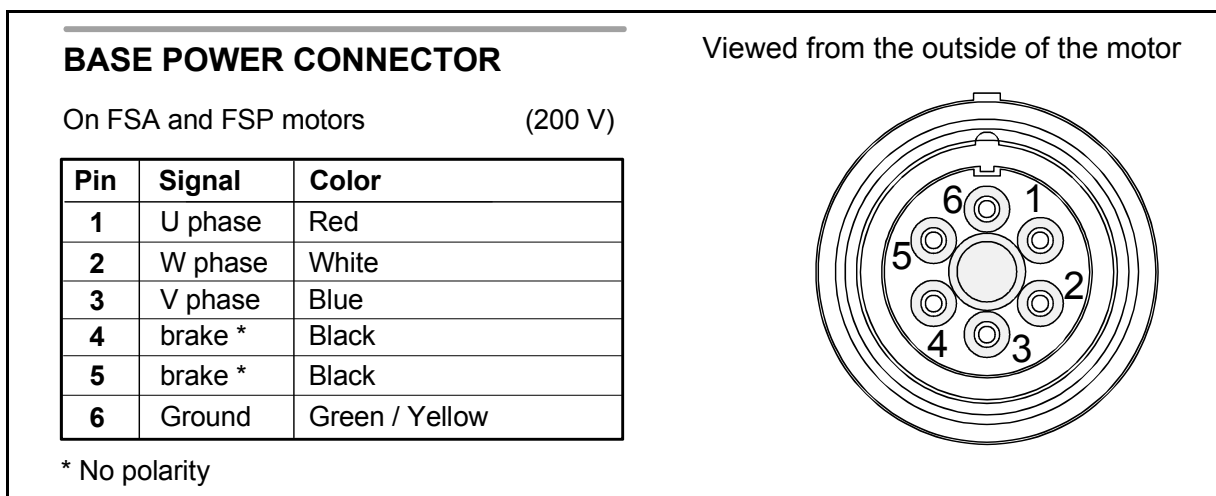 BASE POWER CONNECTOR
On FSA and FSP motors (200 V)
Pin Signal Color
1 U phase Red
2 W phase White
3 V phase Blue
4 brake * Black
5 brake * Black
6 Ground Green / Yellow
* No polarity
Viewed from the outside of the motor
6 1
5
2
4 3